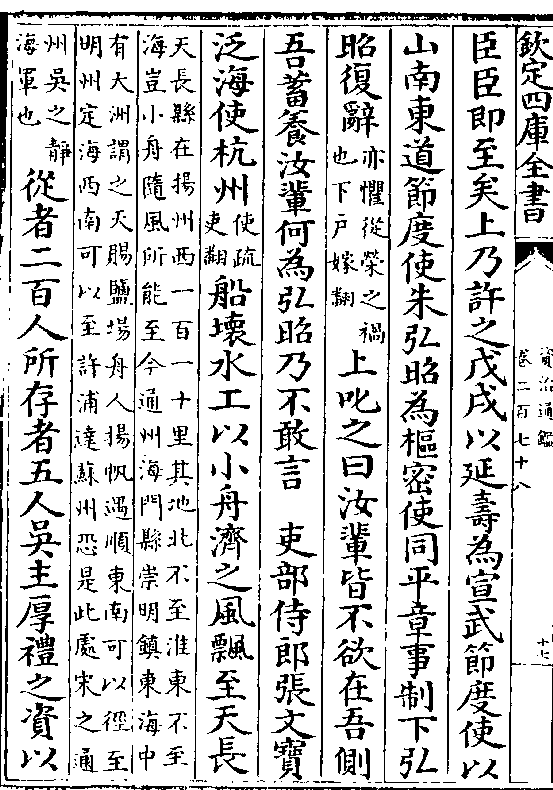 欽定四庫全書
資治通鑑
卷二百七十八
十七
臣臣即至矣上乃許之戊戌以延壽為宣武節度使以
山南東道節度使朱弘昭為樞密使同平章事制下弘
昭復辭亦懼從榮之禍也下戶嫁翻上叱之曰汝輩皆不欲在吾側
吾蓄養汝輩何為弘昭乃不敢言 吏部侍郎張文寶
泛海使杭州使疏吏翻船壞水工以小舟濟之風飄至天長
天長縣在揚州西一百一十里其地北不至淮東不至
海豈小舟隨風所能至今通州海門縣崇明鎮東海中
有大洲謂之天賜鹽場舟人揚帆遇順東南可以徑至
明州定海西南可以至許浦達蘇州恐是此處宋之通
州吳之靜海軍也從者二百人所存者五人吳主厚禮之資以